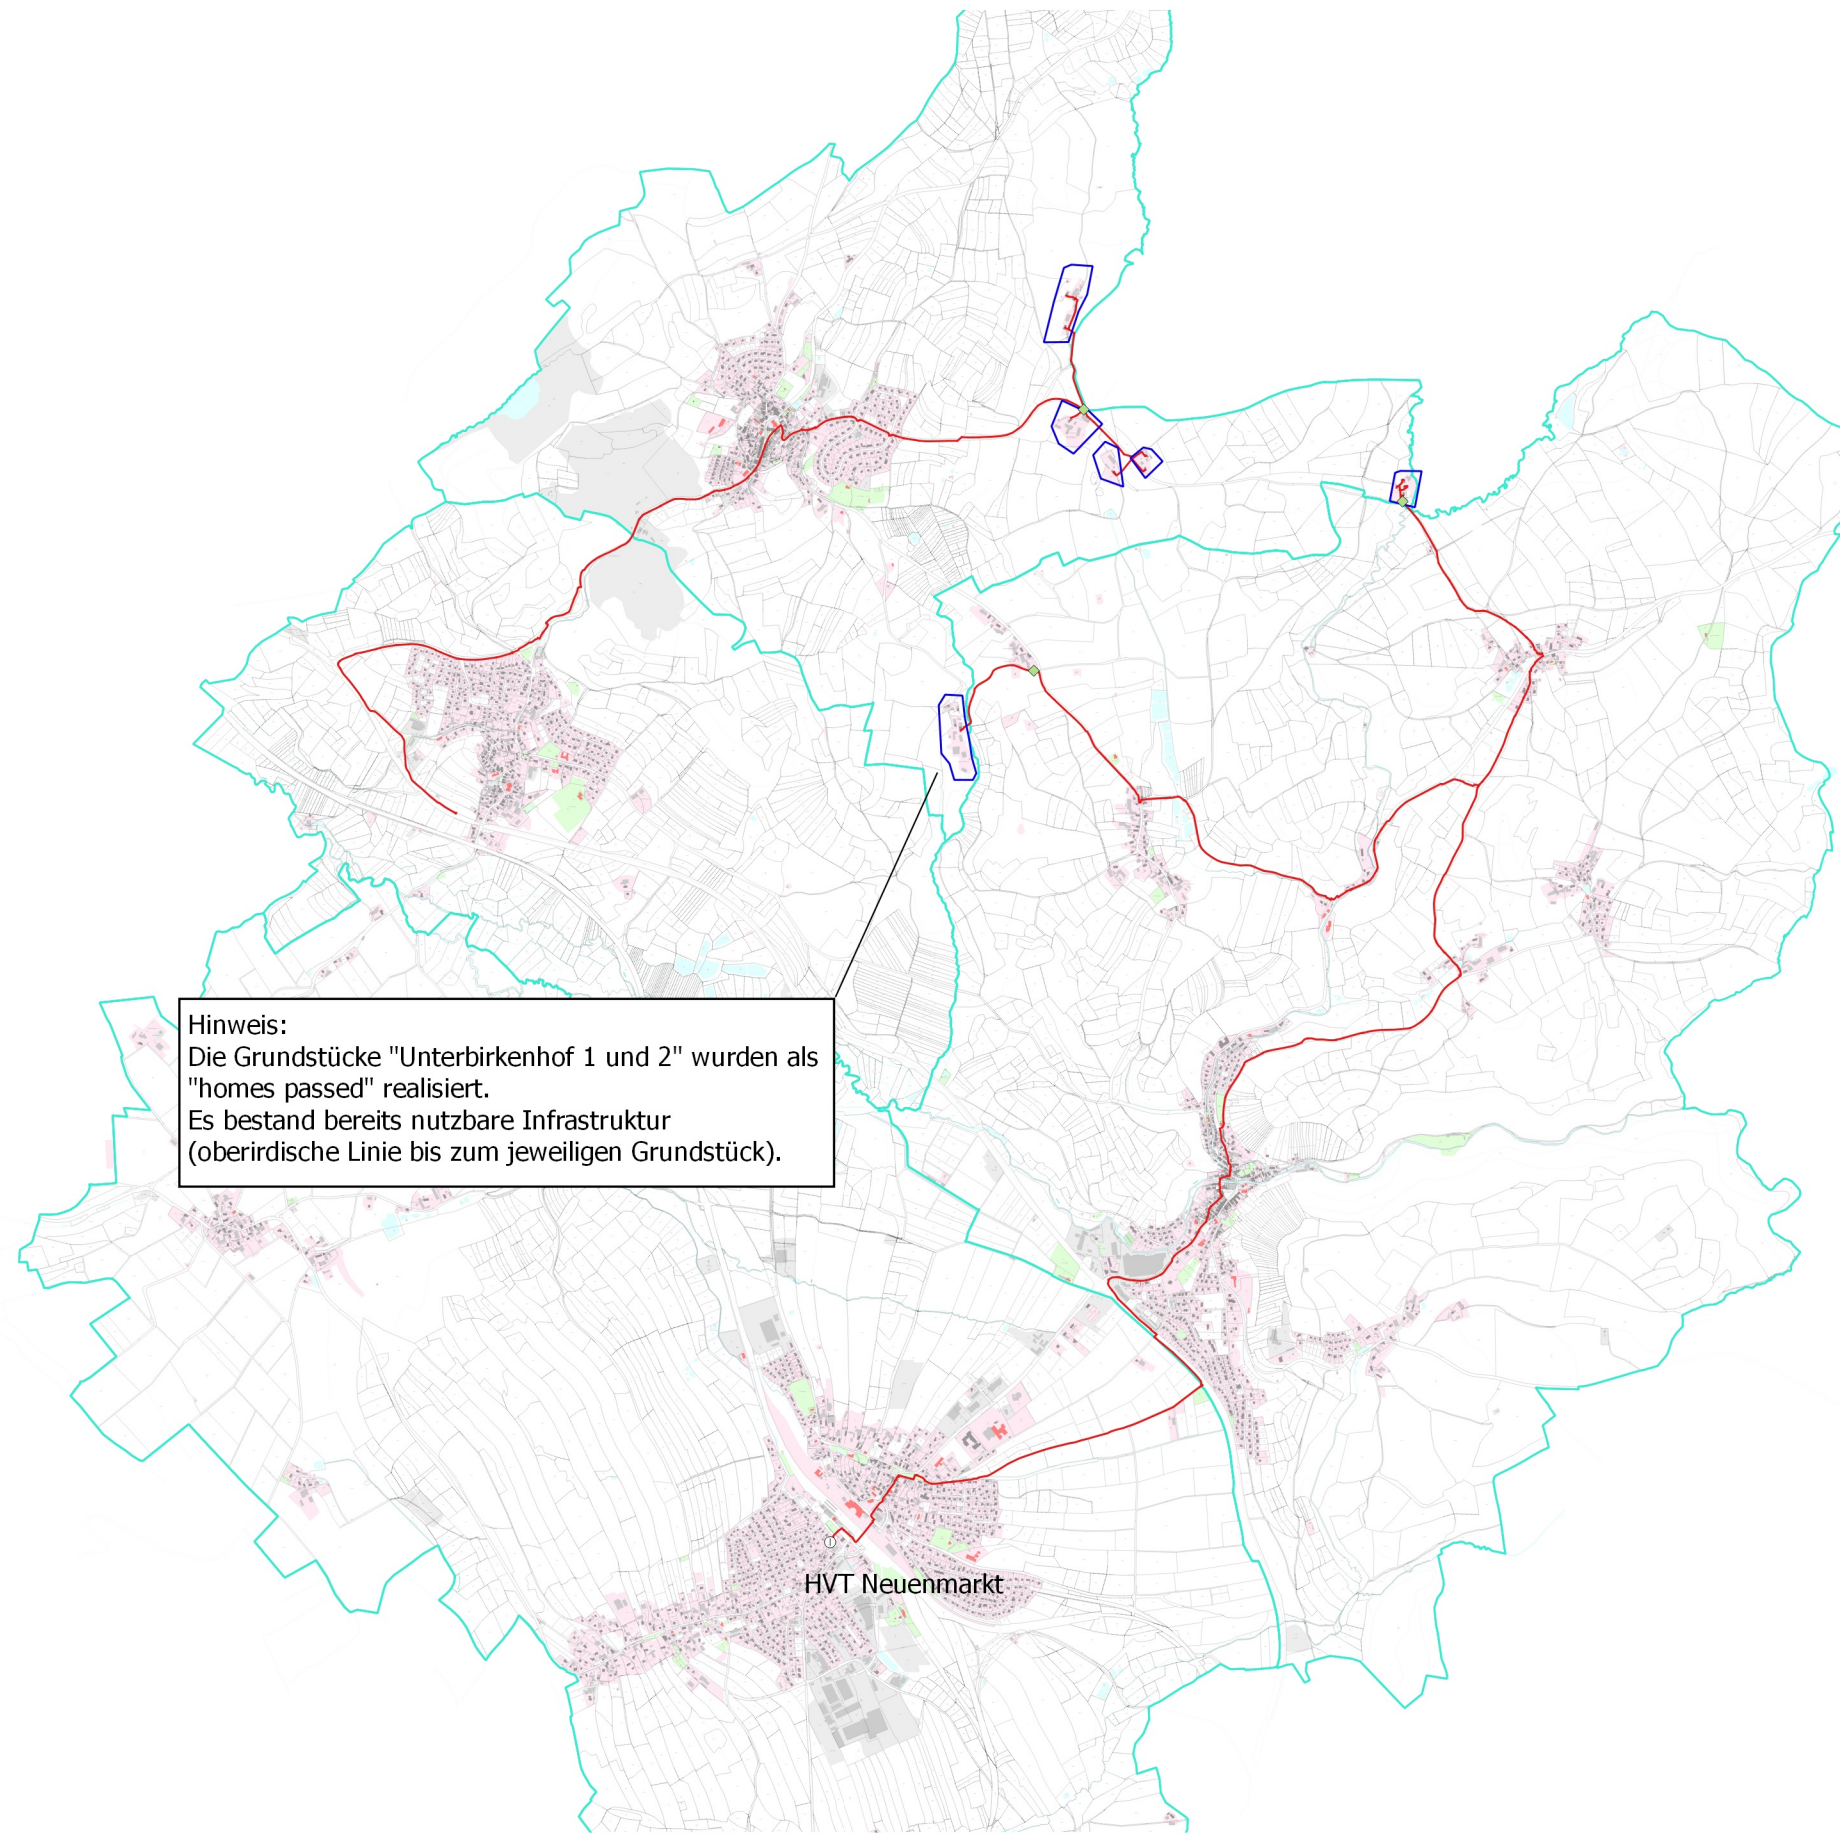 Hinweis:
Die Grundstücke "Unterbirkenhof 1 und 2" wurden als
"homes passed" realisiert.
Es bestand bereits nutzbare Infrastruktur
(oberirdische Linie bis zum jeweiligen Grundstück).
HVT Neuenmarkt